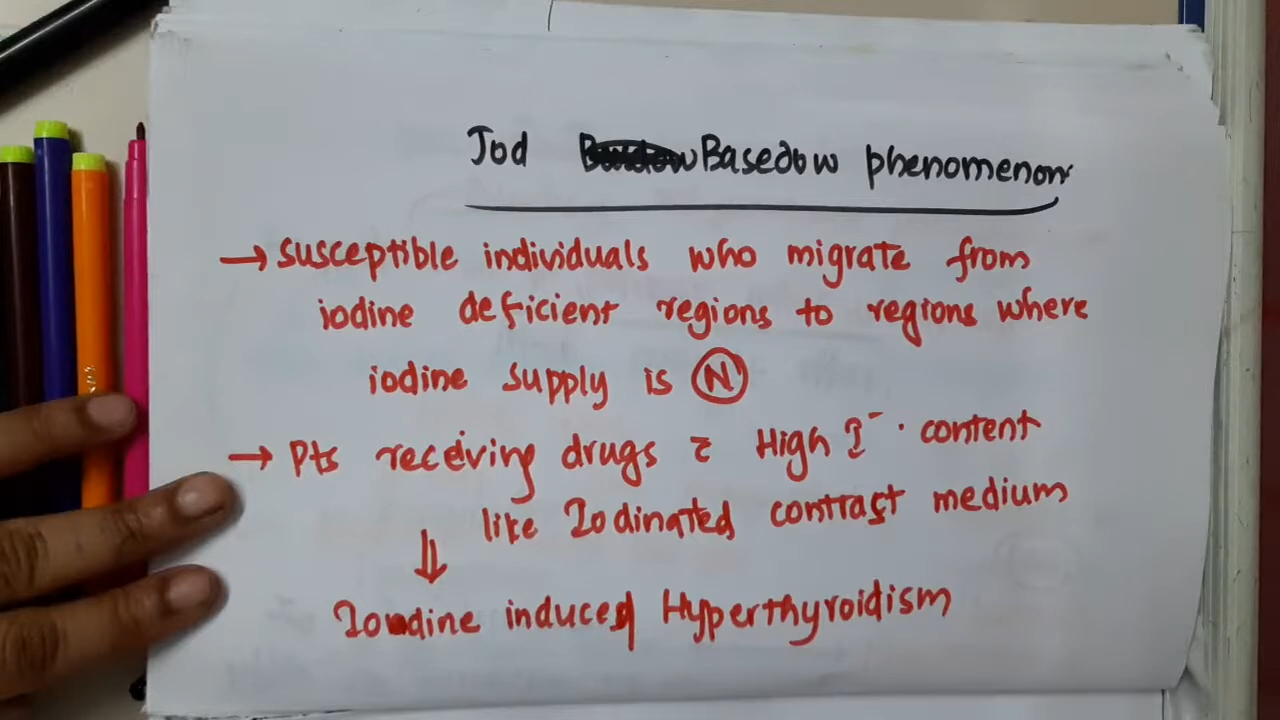 Jod Basedow phenomenon
→ susceptible individuals who migrate from
iodine deficient regions to regions where
iodine supply is N
→ Pts receiving drugs c̄ High I⁻ content
like Iodinated contrast medium
⇓
Iodine induced Hyperthyroidism